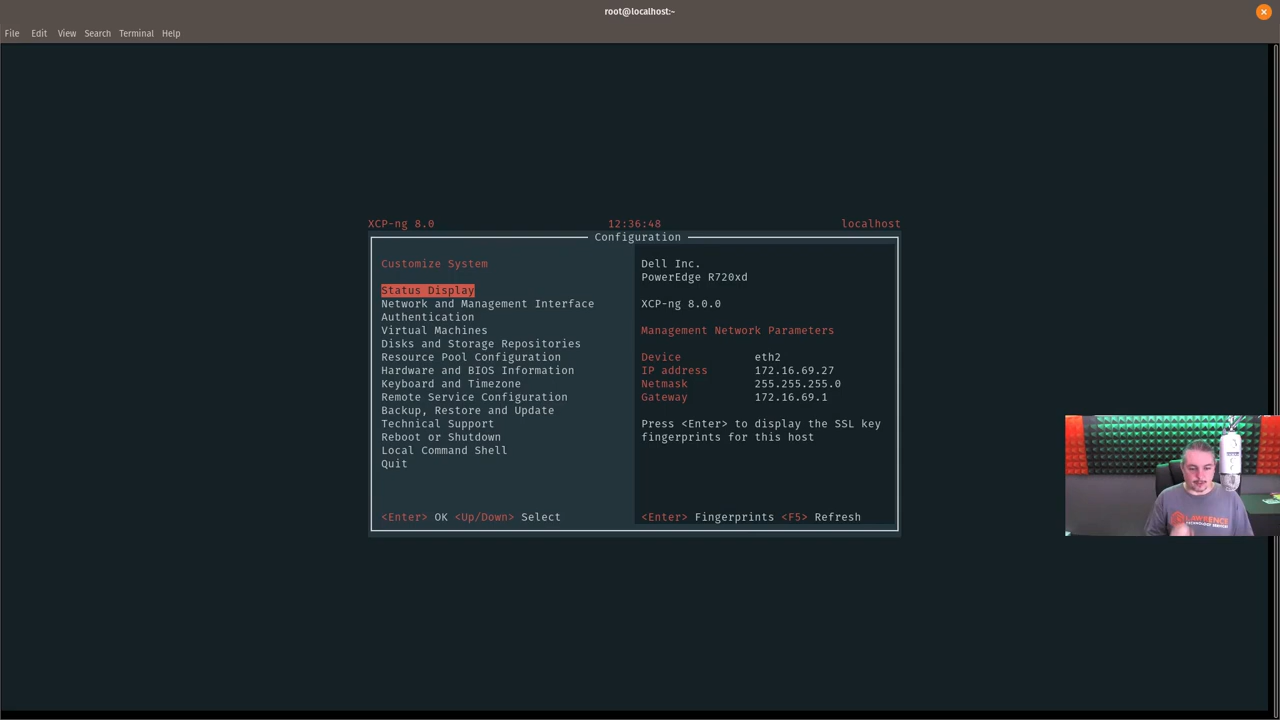 root@localhost:~
File Edit View Search Terminal Help
XCP-ng 8.0 12:36:48 localhost
Configuration
Customize System
Status Display
Network and Management Interface
Authentication
Virtual Machines
Disks and Storage Repositories
Resource Pool Configuration
Hardware and BIOS Information
Keyboard and Timezone
Remote Service Configuration
Backup, Restore and Update
Technical Support
Reboot or Shutdown
Local Command Shell
Quit
<Enter> OK <Up/Down> Select
Dell Inc.
PowerEdge R720xd
XCP-ng 8.0.0
Management Network Parameters
Device eth2
IP address 172.16.69.27
Netmask 255.255.255.0
Gateway 172.16.69.1
Press <Enter> to display the SSL key
fingerprints for this host
<Enter> Fingerprints <F5> Refresh
LAWRENCE